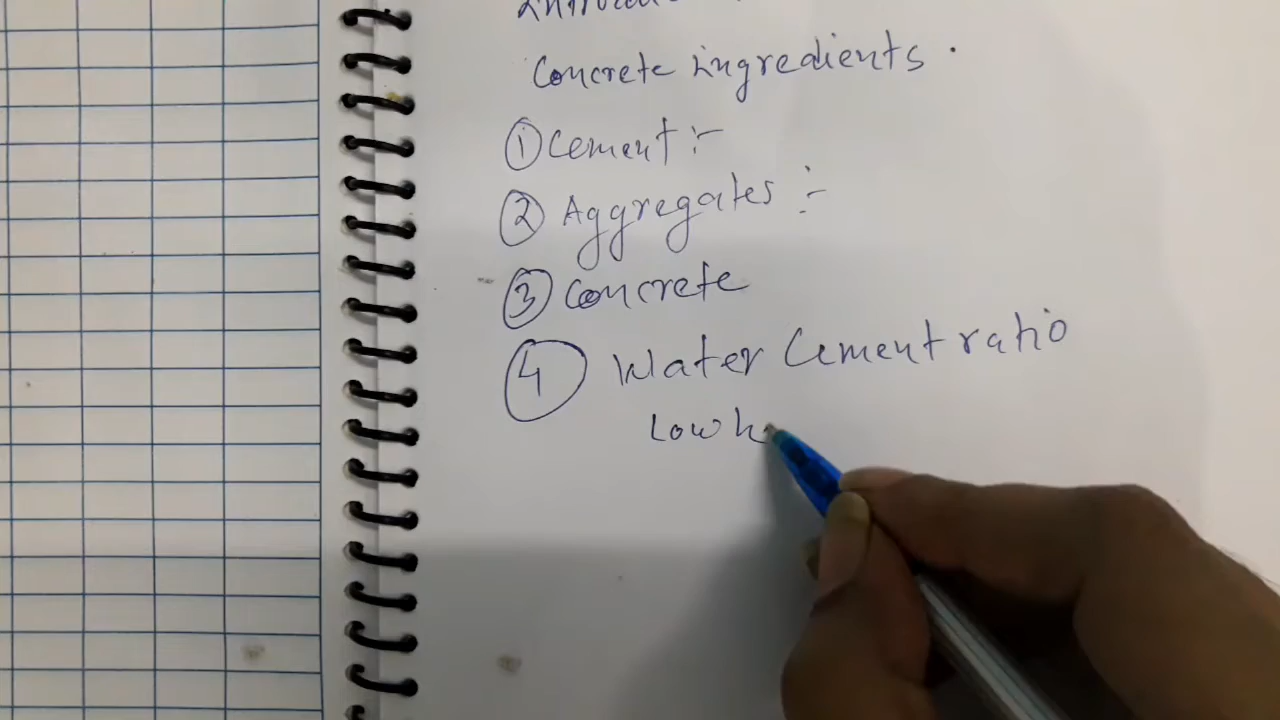 Concrete ingredients.
① Cement :-
② Aggregates :-
③ Concrete
④ Water Cement ratio
Low